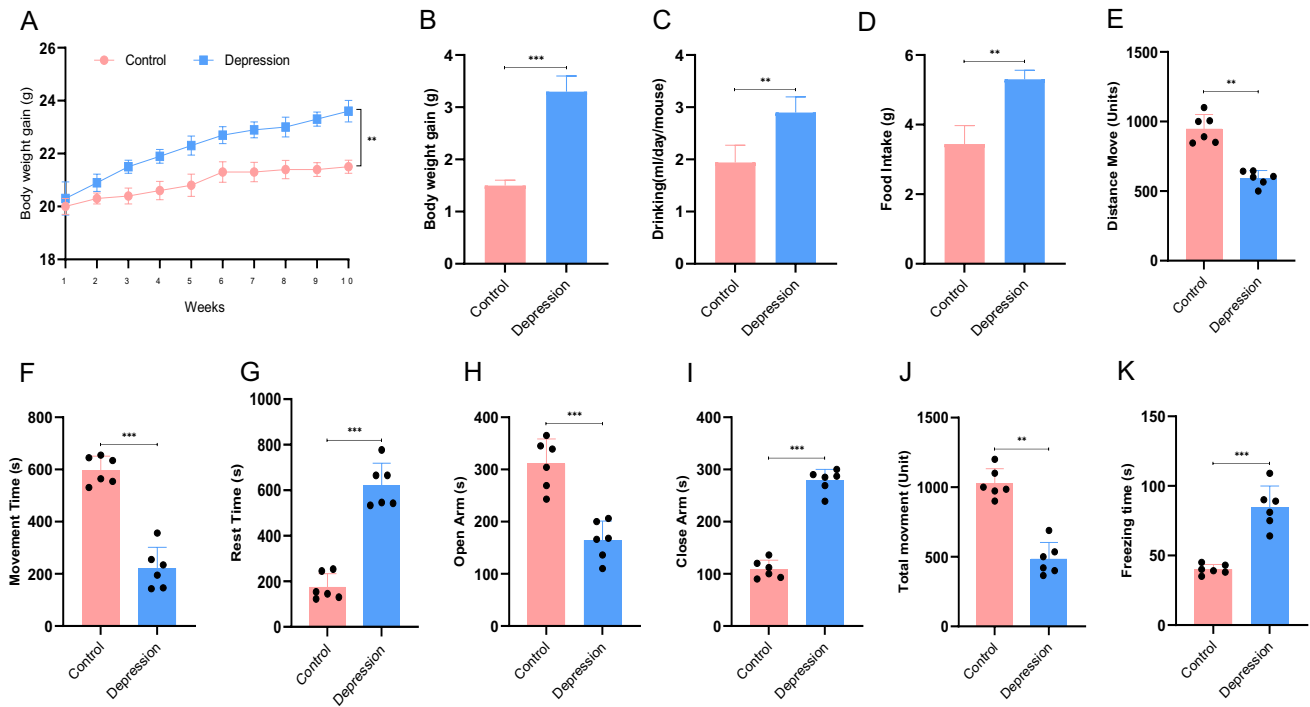 A
Body weight gain (g)
26
24
22
20
18
Control
Depression
**
1 2 3 4 5 6 7 8 9 10
Weeks
B
Body weight gain (g)
4
3
2
1
0
***
Control
Depression
C
Drinking(ml/day/mouse)
4
3
2
1
0
**
Control
Depression
D
Food Intake (g)
6
4
2
0
**
Control
Depression
E
Distance Move (Units)
1500
1000
500
0
**
Control
Depression
F
Movement Time (s)
800
600
400
200
0
***
Control
Depression
G
Rest Time (s)
1000
800
600
400
200
0
***
Control
Depression
H
Open Arm (s)
400
300
200
100
0
***
Control
Depression
I
Close Arm (s)
400
300
200
100
0
***
Control
Depression
J
Total movment (Unit)
1500
1000
500
0
**
Control
Depression
K
Freezing time (s)
150
100
50
0
***
Control
Depression